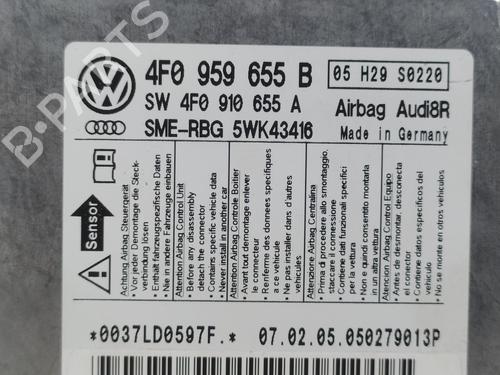 4F0 959 655 B
05 H29 S0220
SW 4F0 910 655 A
Airbag Audi8R
SME-RBG 5WK43416
Made in Germany
Sensor
Achtung Airbag Steuergerät
• Vor jeder Demontage die Steck-
verbindung lösen
• Enthält fahrzeugspezifische Daten
• Nie in andere Fahrzeuge einbauen
Attention Airbag Control Unit
• Before any disassembly
detach the connector
• Contains specific vehicle data
• Never install in another car
Attention Airbag Controle Boitier
• Avant tout demontage enlever
le connecteur
• Renferme des donnees specifiques
a ce vehicule
• Ne pas installer dans d'autres
vehicules
Attenzione Airbag Centralina
• Prima di procedere allo smontaggio,
staccare il connessione
• Contiene dati funzionali specifici
per la vettura
• Non e quindi consentito montarla
in un altra vettura
Atencion Airbag Control Equipo
• Antes de desmontar, desconecta
el conector
• Contiene datos especificos del
vehiculo
• No se monte en otros vehiculos
*0037LD0597F.*
07.02.05.050279013P
B-PARTS